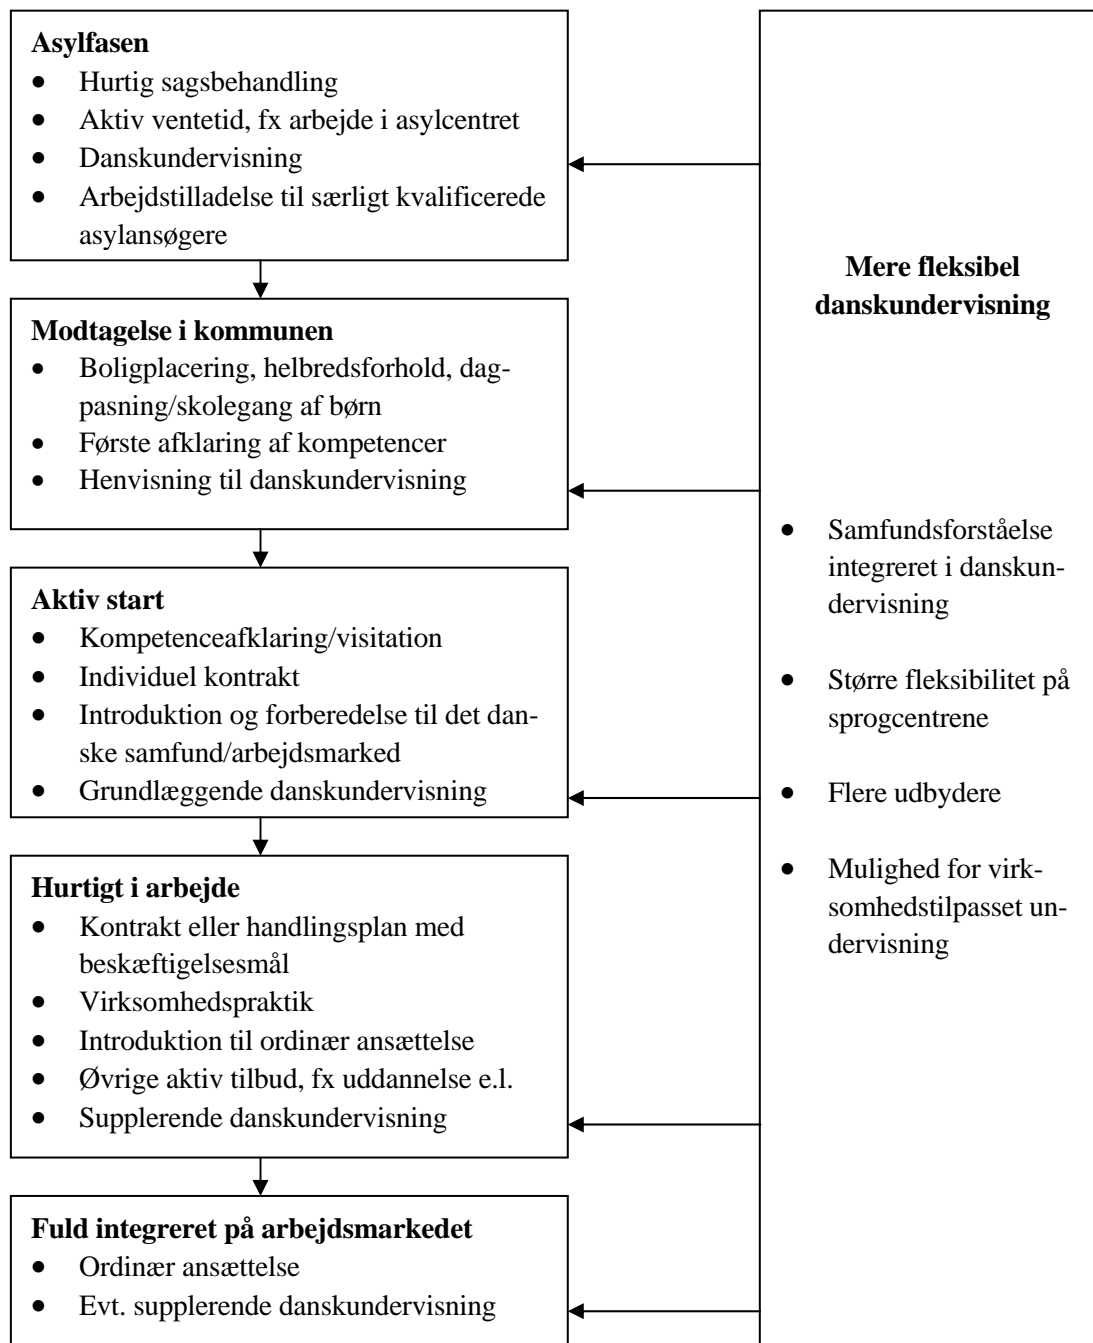 Asylfasen
• Hurtig sagsbehandling
• Aktiv ventetid, fx arbejde i asylcentret
• Danskundervisning
• Arbejdstilladelse til særligt kvalificerede
asylansøgere
Modtagelse i kommunen
• Boligplacering, helbredsforhold, dag-
pasning/skolegang af børn
• Første afklaring af kompetencer
• Henvisning til danskundervisning
Aktiv start
• Kompetenceafklaring/visitation
• Individuel kontrakt
• Introduktion og forberedelse til det dan-
ske samfund/arbejdsmarked
• Grundlæggende danskundervisning
Hurtigt i arbejde
• Kontrakt eller handlingsplan med
beskæftigelsesmål
• Virksomhedspraktik
• Introduktion til ordinær ansættelse
• Øvrige aktiv tilbud, fx uddannelse e.l.
• Supplerende danskundervisning
Fuld integreret på arbejdsmarkedet
• Ordinær ansættelse
• Evt. supplerende danskundervisning
Mere fleksibel
danskundervisning
• Samfundsforståelse
integreret i danskun-
dervisning
• Større fleksibilitet på
sprogcentrene
• Flere udbydere
• Mulighed for virk-
somhedstilpasset un-
dervisning